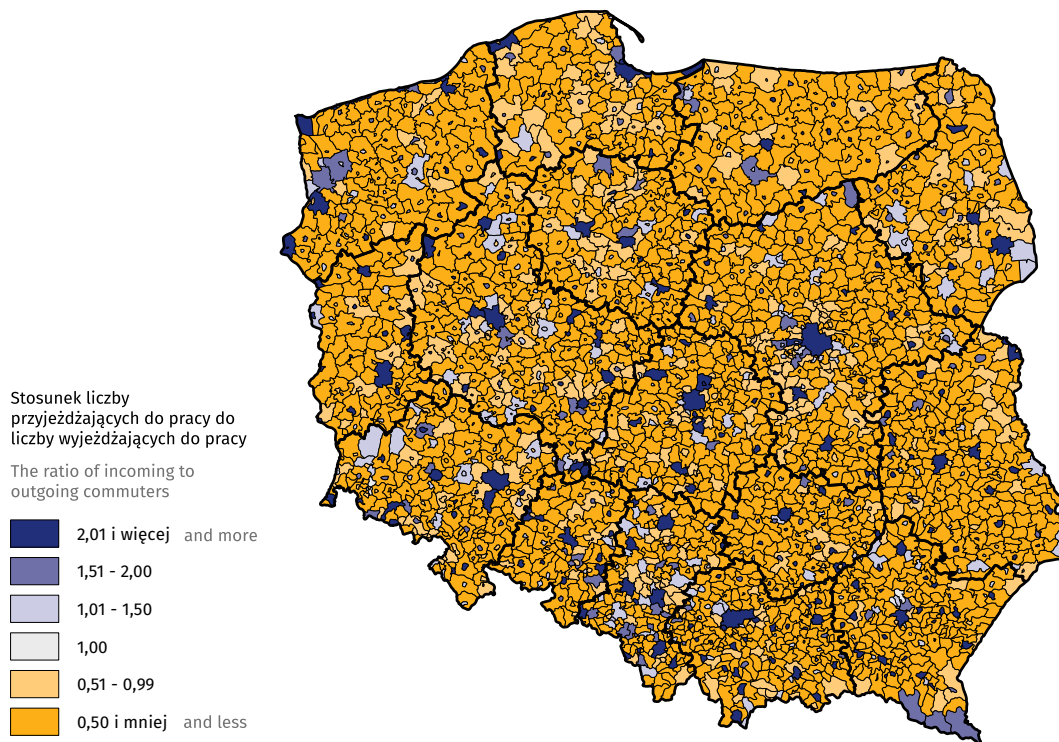 Stosunek liczby
przyjeżdżających do pracy do
liczby wyjeżdżających do pracy
The ratio of incoming to
outgoing commuters
2,01 i więcej and more
1,51 - 2,00
1,01 - 1,50
1,00
0,51 - 0,99
0,50 i mniej and less